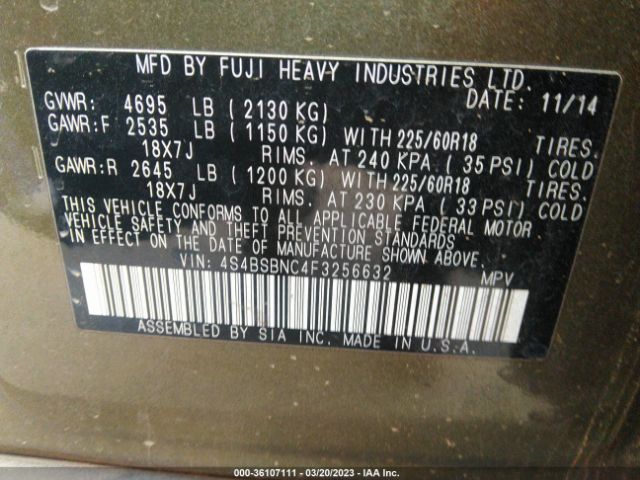 MFD BY FUJI HEAVY INDUSTRIES LTD.
DATE: 11/14
GVWR: 4695 LB (2130 KG)
GAWR:F 2535 LB (1150 KG) WITH 225/60R18 TIRES.
18X7J RIMS. AT 240 KPA (35 PSI) COLD
GAWR:R 2645 LB (1200 KG) WITH 225/60R18 TIRES.
18X7J RIMS. AT 230 KPA (33 PSI) COLD
THIS VEHICLE CONFORMS TO ALL APPLICABLE FEDERAL MOTOR
VEHICLE SAFETY AND THEFT PREVENTION STANDARDS
IN EFFECT ON THE DATE OF MANUFACTURE SHOWN ABOVE.
VIN: 4S4BSBNC4F3256632 MPV
ASSEMBLED BY SIA INC. MADE IN U.S.A.
000-36107111 — 03/20/2023 — IAA Inc.